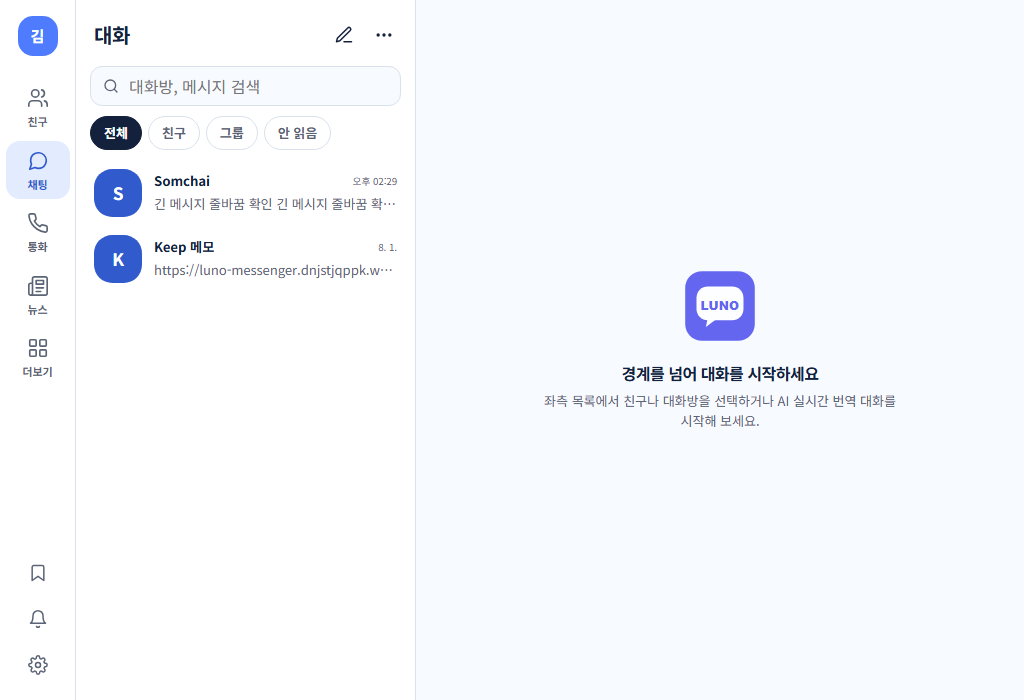 김
친구
채팅
통화
뉴스
더보기
대화
대화방, 메시지 검색
전체
친구
그룹
안 읽음
S
Somchai
오후 02:29
긴 메시지 줄바꿈 확인 긴 메시지 줄바꿈 확…
K
Keep 메모
8. 1.
https://luno-messenger.dnjstjqppk.w…
LUNO
경계를 넘어 대화를 시작하세요
좌측 목록에서 친구나 대화방을 선택하거나 AI 실시간 번역 대화를
시작해 보세요.